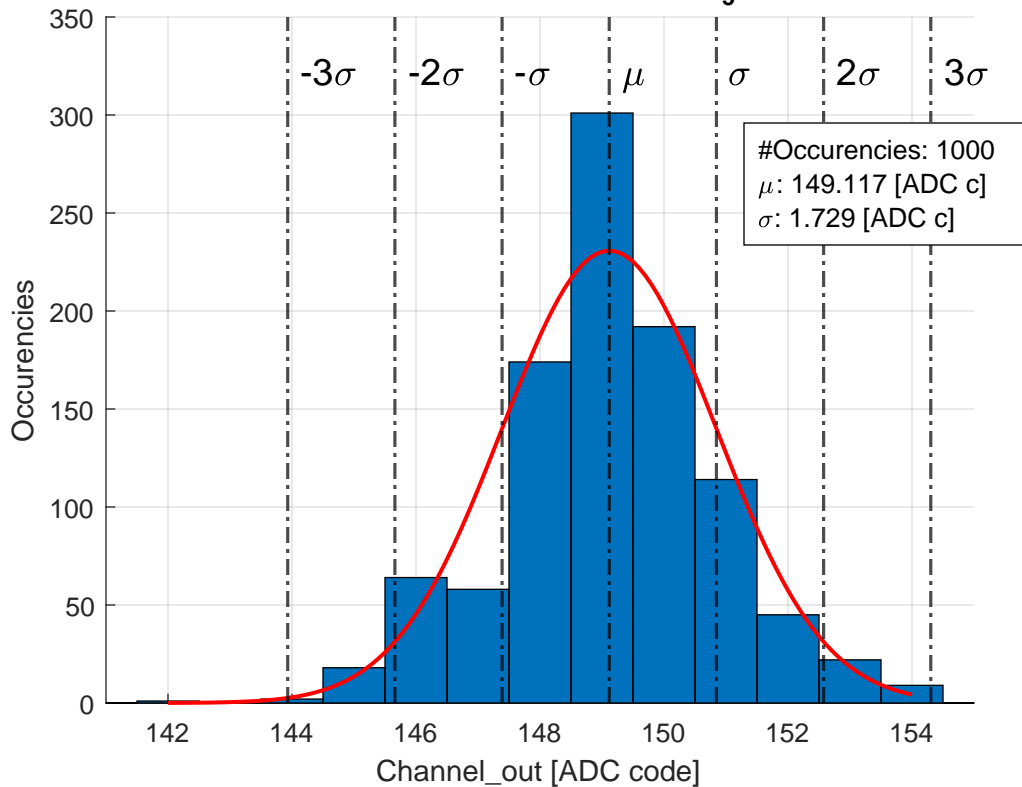 350
300
250
200
150
100
50
0
Occurencies
-3σ -2σ -σ μ σ 2σ 3σ
#Occurencies: 1000
μ: 149.117 [ADC c]
σ: 1.729 [ADC c]
142 144 146 148 150 152 154
Channel_out [ADC code]